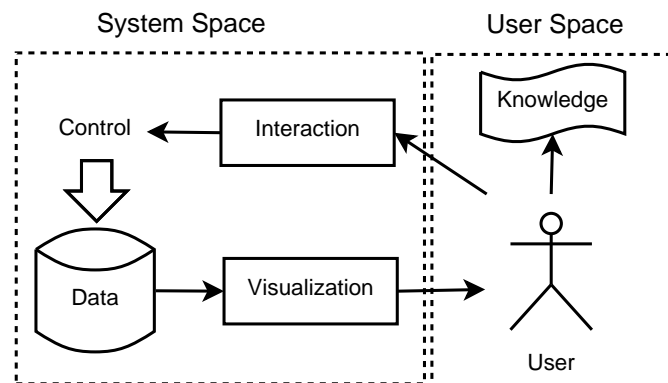 System Space
User Space
Knowledge
Control
Interaction
Data
Visualization
User